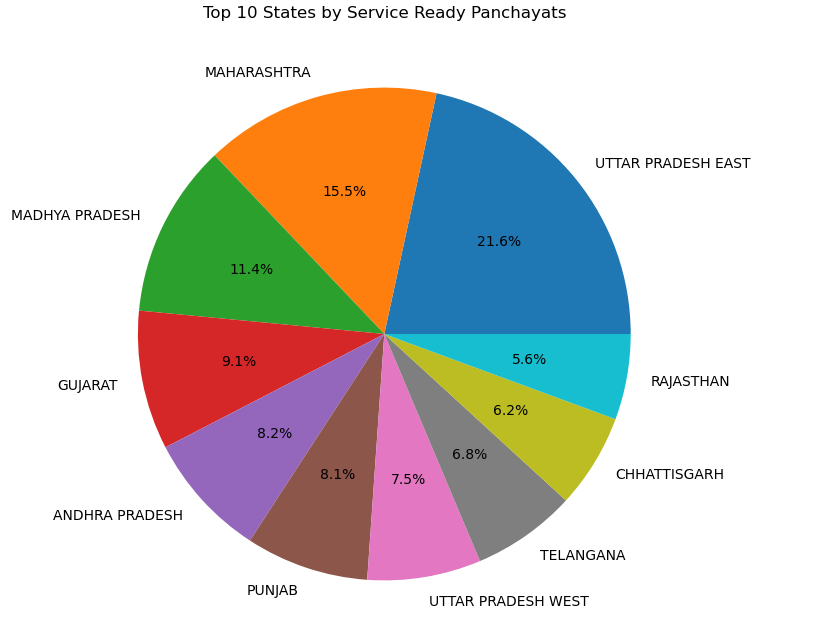 Top 10 States by Service Ready Panchayats
MAHARASHTRA
UTTAR PRADESH EAST
15.5%
MADHYA PRADESH
21.6%
11.4%
5.6%
9.1%
RAJASTHAN
GUJARAT
6.2%
8.2%
6.8%
8.1%
CHHATTISGARH
7.5%
ANDHRA PRADESH
TELANGANA
PUNJAB
UTTAR PRADESH WEST